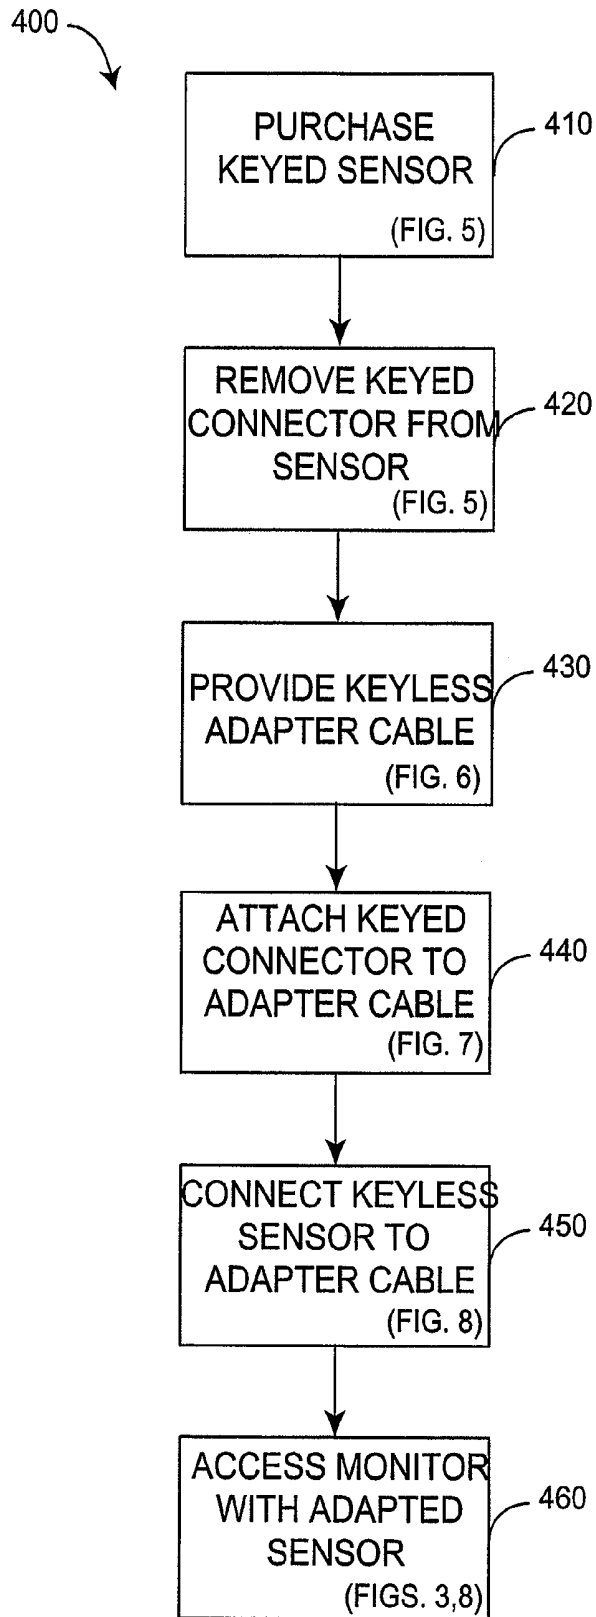 400
PURCHASE
KEYED SENSOR
(FIG. 5)
410
REMOVE KEYED
CONNECTOR FROM
SENSOR
(FIG. 5)
420
PROVIDE KEYLESS
ADAPTER CABLE
(FIG. 6)
430
ATTACH KEYED
CONNECTOR TO
ADAPTER CABLE
(FIG. 7)
440
CONNECT KEYLESS
SENSOR TO
ADAPTER CABLE
(FIG. 8)
450
ACCESS MONITOR
WITH ADAPTED
SENSOR
(FIGS. 3,8)
460